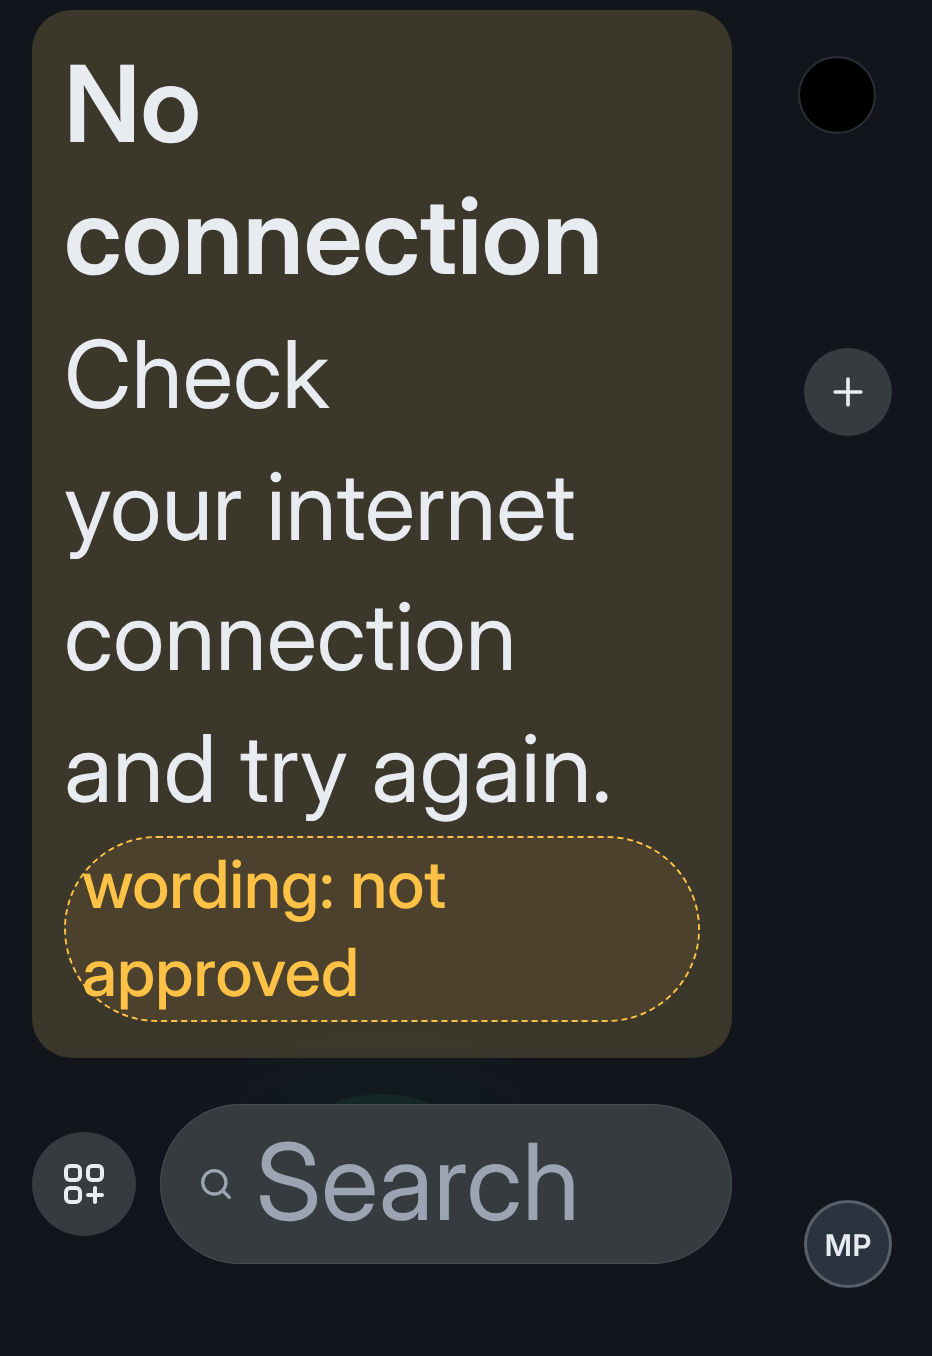 No
connection
Check
your internet
connection
and try again.
wording: not
approved
Search
MP